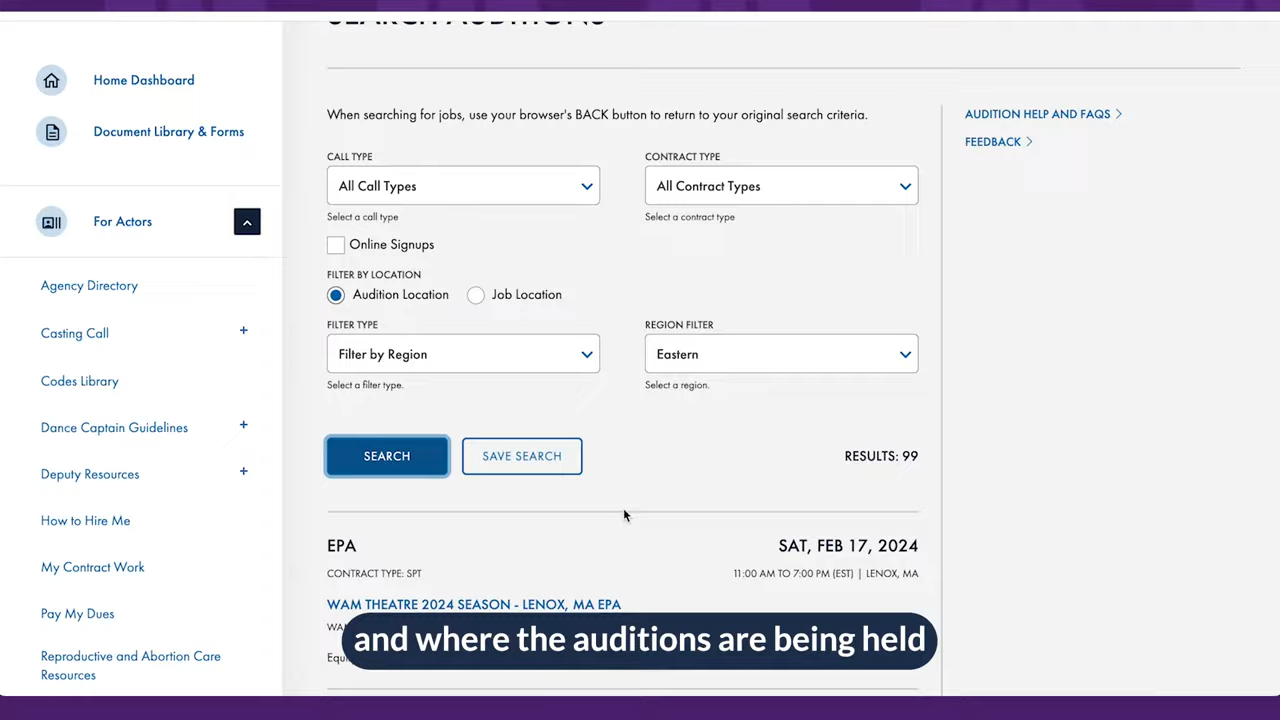 SEARCH AUDITIONS
Home Dashboard
Document Library & Forms
For Actors
Agency Directory
Casting Call
Codes Library
Dance Captain Guidelines
Deputy Resources
How to Hire Me
My Contract Work
Pay My Dues
Reproductive and Abortion Care
Resources
When searching for jobs, use your browser's BACK button to return to your original search criteria.
CALL TYPE
All Call Types
Select a call type
CONTRACT TYPE
All Contract Types
Select a contract type
Online Signups
FILTER BY LOCATION
Audition Location
Job Location
FILTER TYPE
Filter by Region
Select a filter type.
REGION FILTER
Eastern
Select a region.
SEARCH
SAVE SEARCH
RESULTS: 99
EPA
SAT, FEB 17, 2024
CONTRACT TYPE: SPT
11:00 AM TO 7:00 PM (EST) | LENOX, MA
WAM THEATRE 2024 SEASON - LENOX, MA EPA
and where the auditions are being held
AUDITION HELP AND FAQS
FEEDBACK